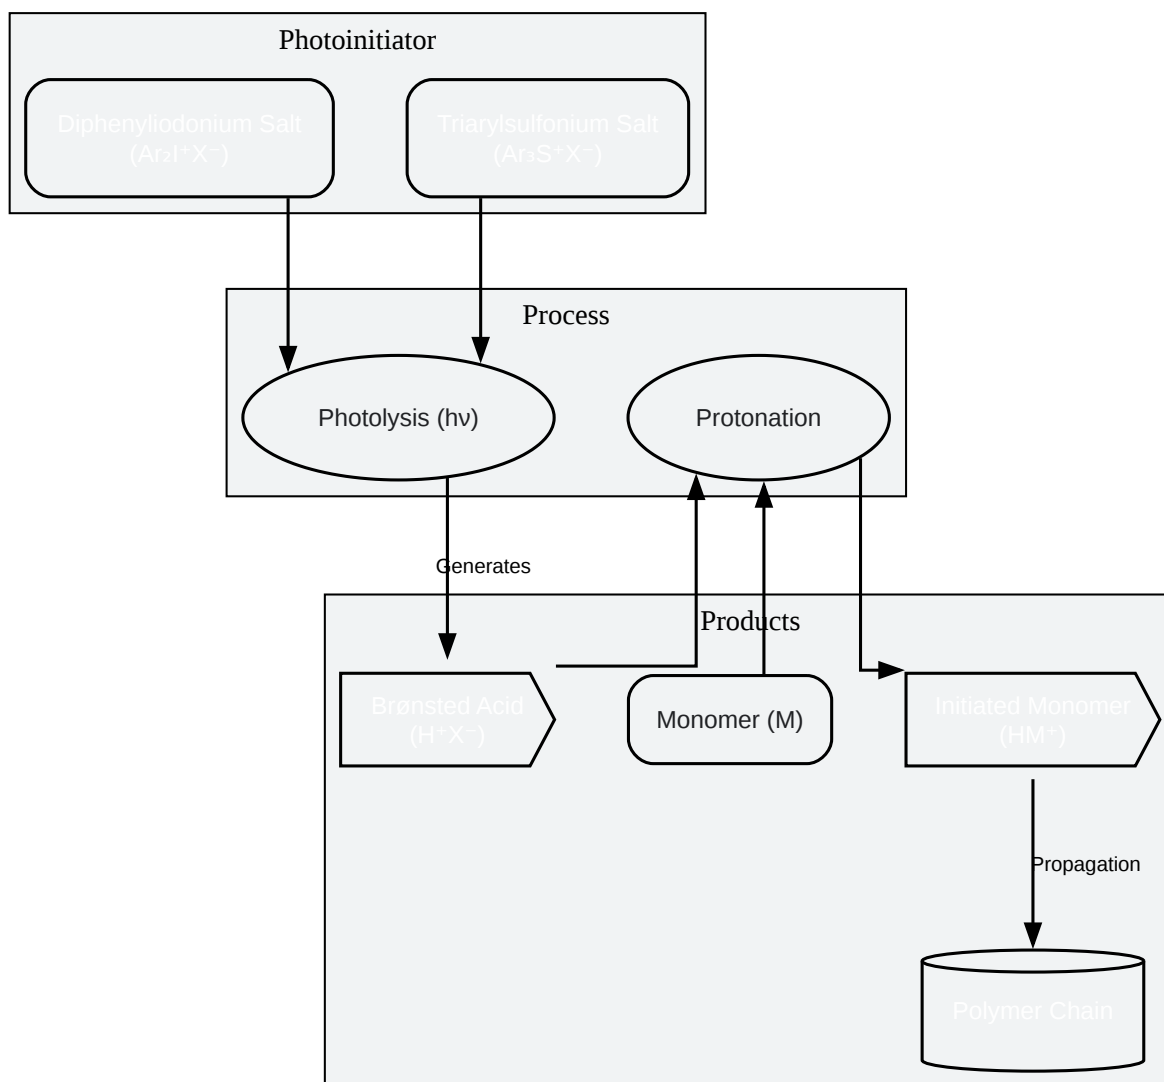 Photoinitiator
Diphenyliodonium Salt
(Ar₂I⁺X⁻)
Triarylsulfonium Salt
(Ar₃S⁺X⁻)
Process
Photolysis (hν)
Protonation
Generates
Products
Brønsted Acid
(H⁺X⁻)
Monomer (M)
Initiated Monomer
(HM⁺)
Propagation
Polymer Chain